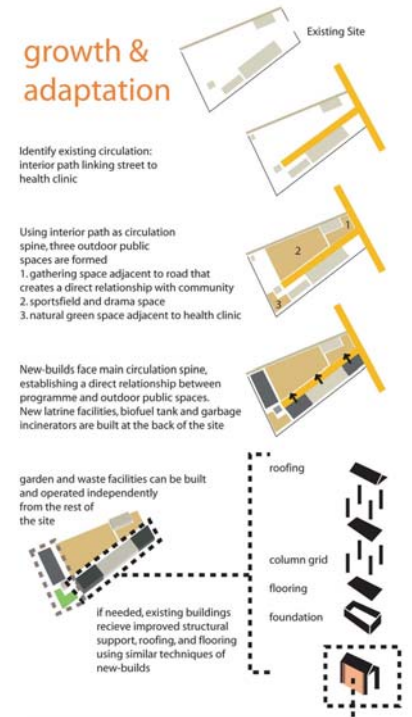 growth &
adaptation
Existing Site
Identify existing circulation:
interior path linking street to
health clinic
Using interior path as circulation
spine, three outdoor public
spaces are formed
1. gathering space adjacent to road that
creates a direct relationship with community
2. sportsfield and drama space
3. natural green space adjacent to health clinic
1
2
3
New-builds face main circulation spine,
establishing a direct relationship between
programme and outdoor public spaces.
New latrine facilities, biofuel tank and garbage
incinerators are built at the back of the site
garden and waste facilities can be built
and operated independently
from the rest of
the site
roofing
column grid
flooring
foundation
if needed, existing buildings
recieve improved structural
support, roofing, and flooring
using similar techniques of
new-builds